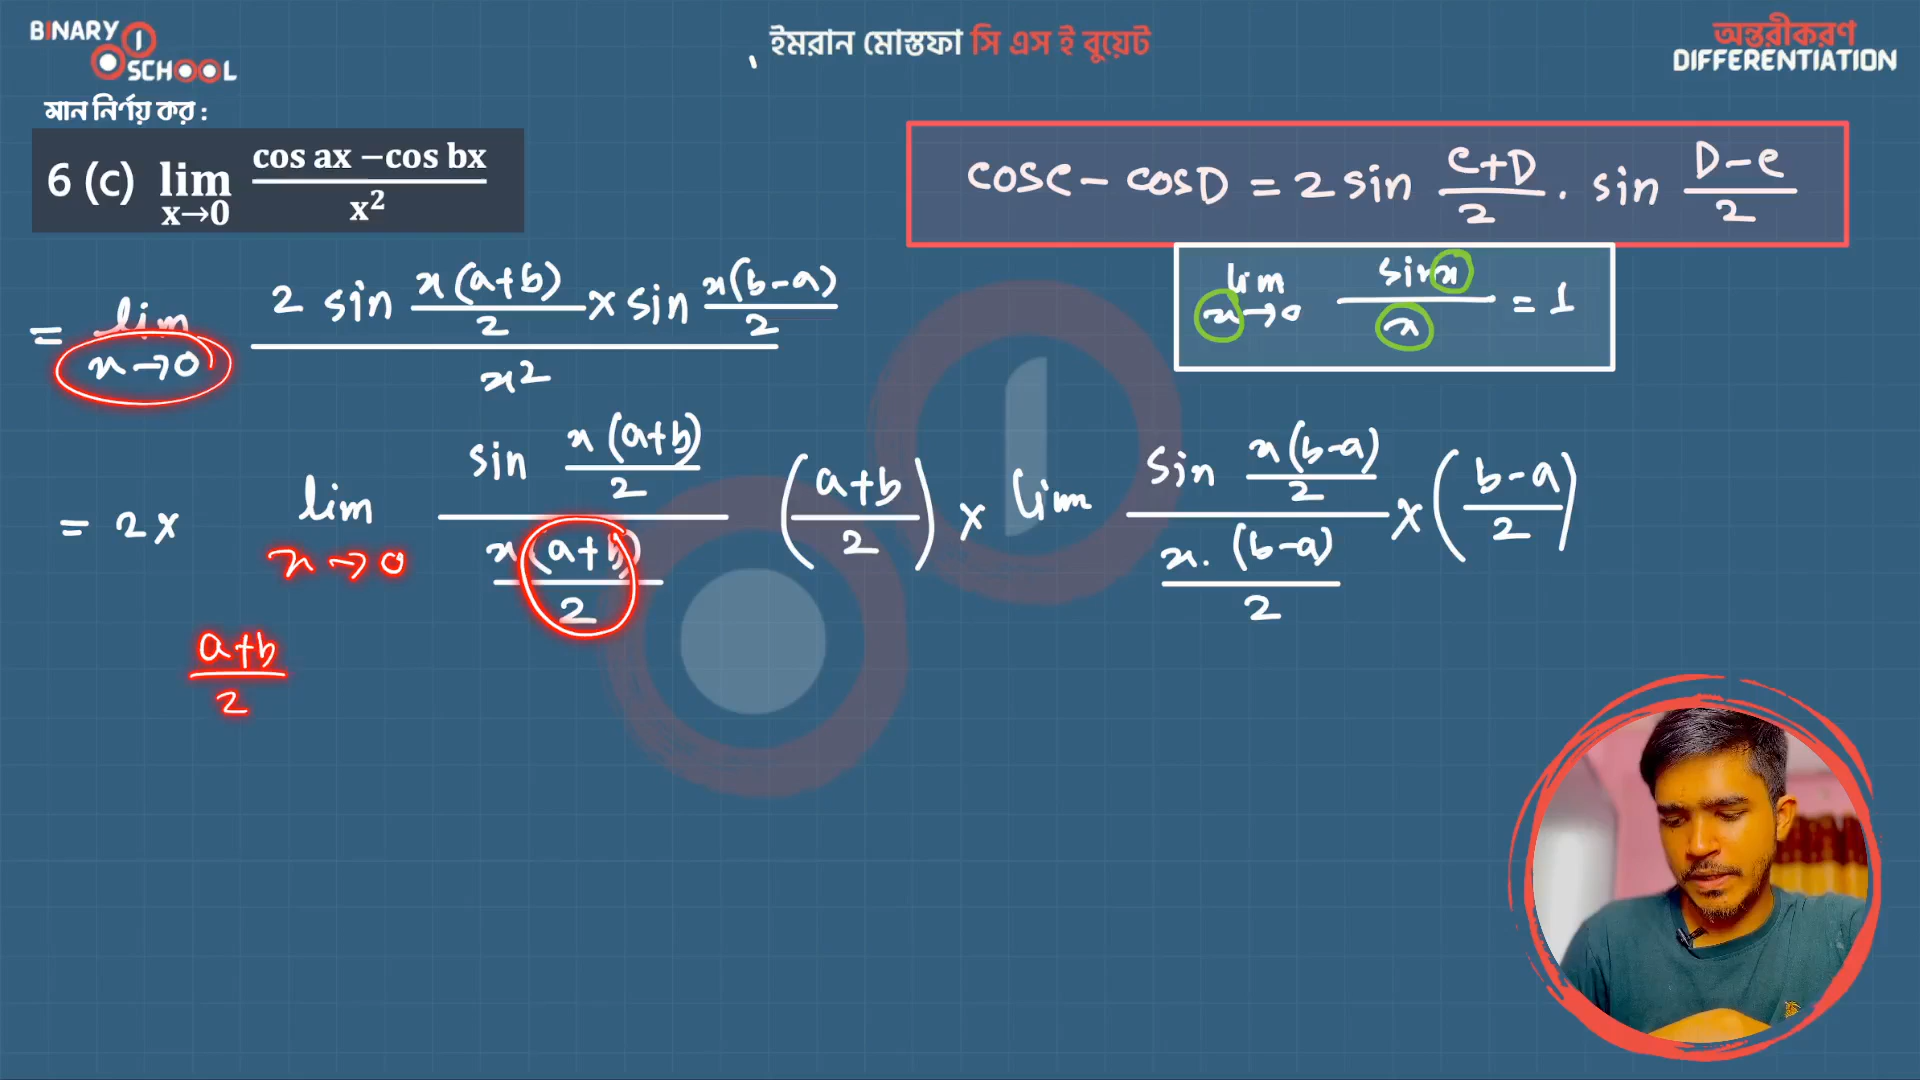 BINARY SCHOOL
ইমরান মোস্তফা সি এস ই বুয়েট
অন্তরীকরণ
DIFFERENTIATION
মান নির্ণয় কর :
6 (c) lim x→0 (cos ax − cos bx)/x²
cosC − cosD = 2 sin (C+D)/2 . sin (D−C)/2
lim x→0 sinx/x = 1
= lim x→0 (2 sin x(a+b)/2 × sin x(b-a)/2)/x²
= 2× lim x→0 (sin x(a+b)/2)/(x(a+b)/2) ((a+b)/2) × lim (sin x(b-a)/2)/(x.(b-a)/2) × ((b-a)/2)
(a+b)/2